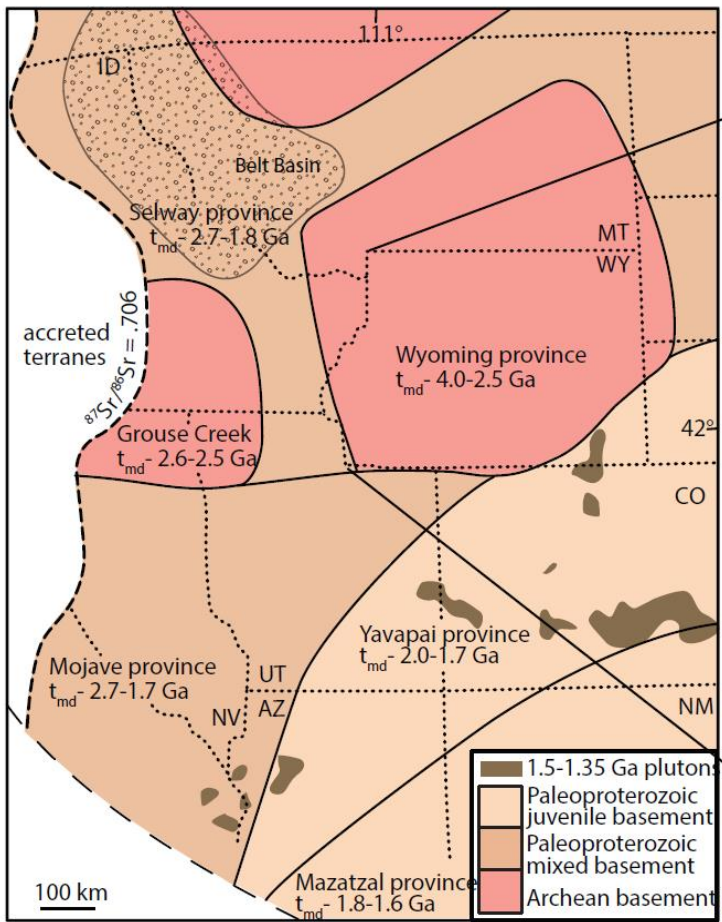 111°
ID
Belt Basin
Selway province
t_md- 2.7-1.8 Ga
MT
WY
accreted
terranes
⁸⁷Sr/⁸⁶Sr = .706
Wyoming province
t_md- 4.0-2.5 Ga
Grouse Creek
t_md- 2.6-2.5 Ga
42°
CO
Yavapai province
t_md- 2.0-1.7 Ga
Mojave province
t_md- 2.7-1.7 Ga
UT
NV
AZ
NM
1.5-1.35 Ga plutons
Paleoproterozoic
juvenile basement
Paleoproterozoic
mixed basement
Archean basement
100 km
Mazatzal province
t_md- 1.8-1.6 Ga